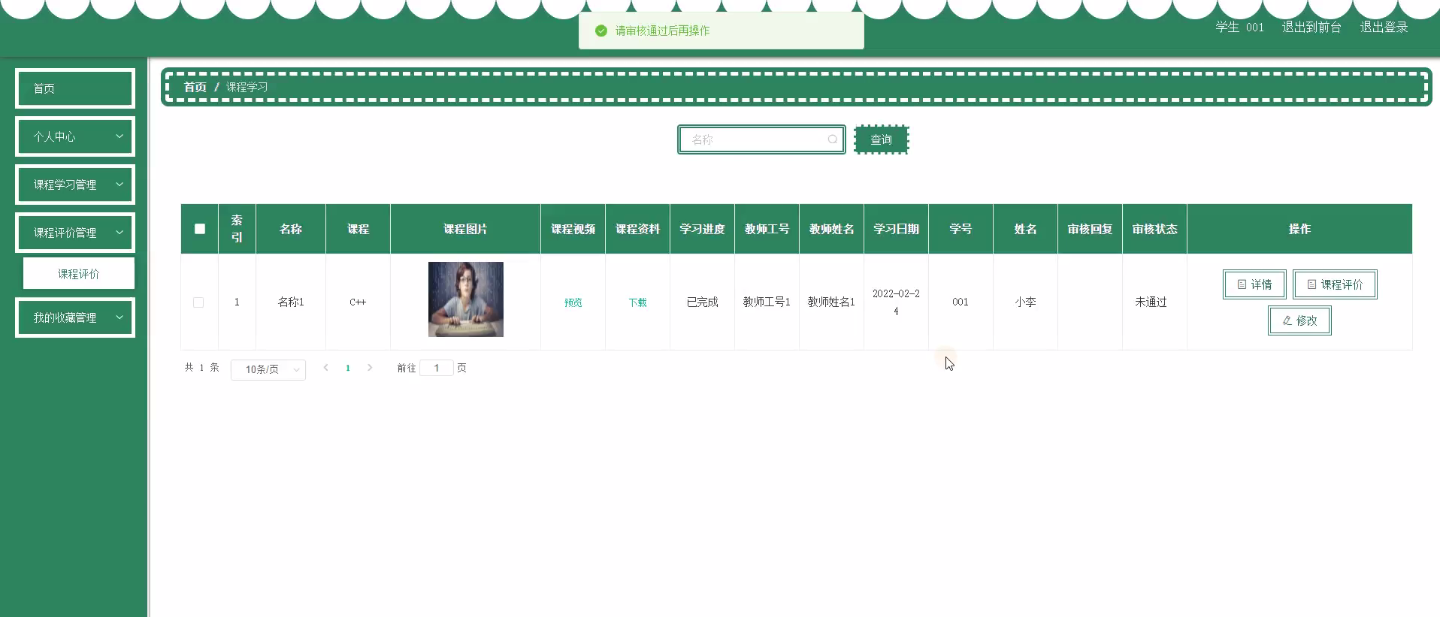 请审核通过后再操作
学生 001 退出到前台 退出登录
首页
个人中心
课程学习管理
课程评价管理
课程评价
我的收藏管理
首页 / 课程学习
名称
查询
索引 名称 课程 课程图片 课程视频 课程资料 学习进度 教师工号 教师姓名 学习日期 学号 姓名 审核回复 审核状态 操作
1 名称1 C++ 预览 下载 已完成 教师工号1 教师姓名1 2022-02-24 001 小李 未通过 详情 课程评价
修改
共 1 条 10条/页 1 前往 1 页